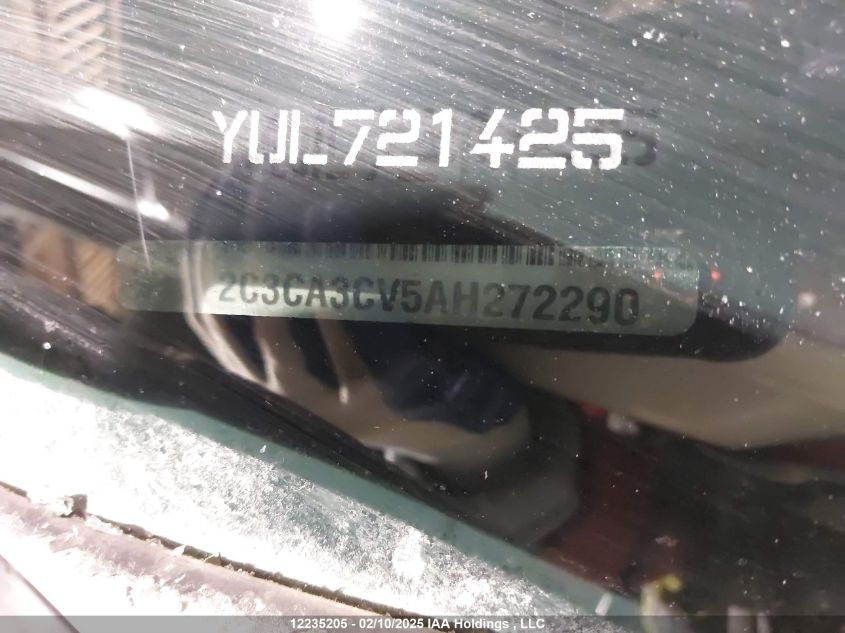 YUL721425
2C3CA3CV5AH272290
12235205 - 02/10/2025 IAA Holdings , LLC